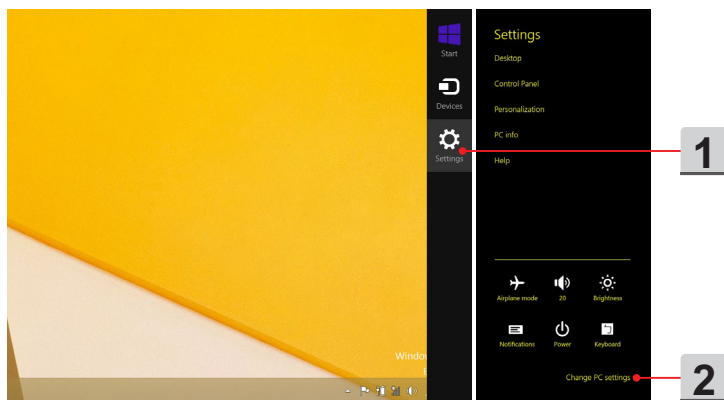 Start
Devices
Settings
Windo
Settings
Desktop
Control Panel
Personalization
PC info
Help
Airplane mode
20
Brightness
Notifications
Power
Keyboard
Change PC settings
1
2